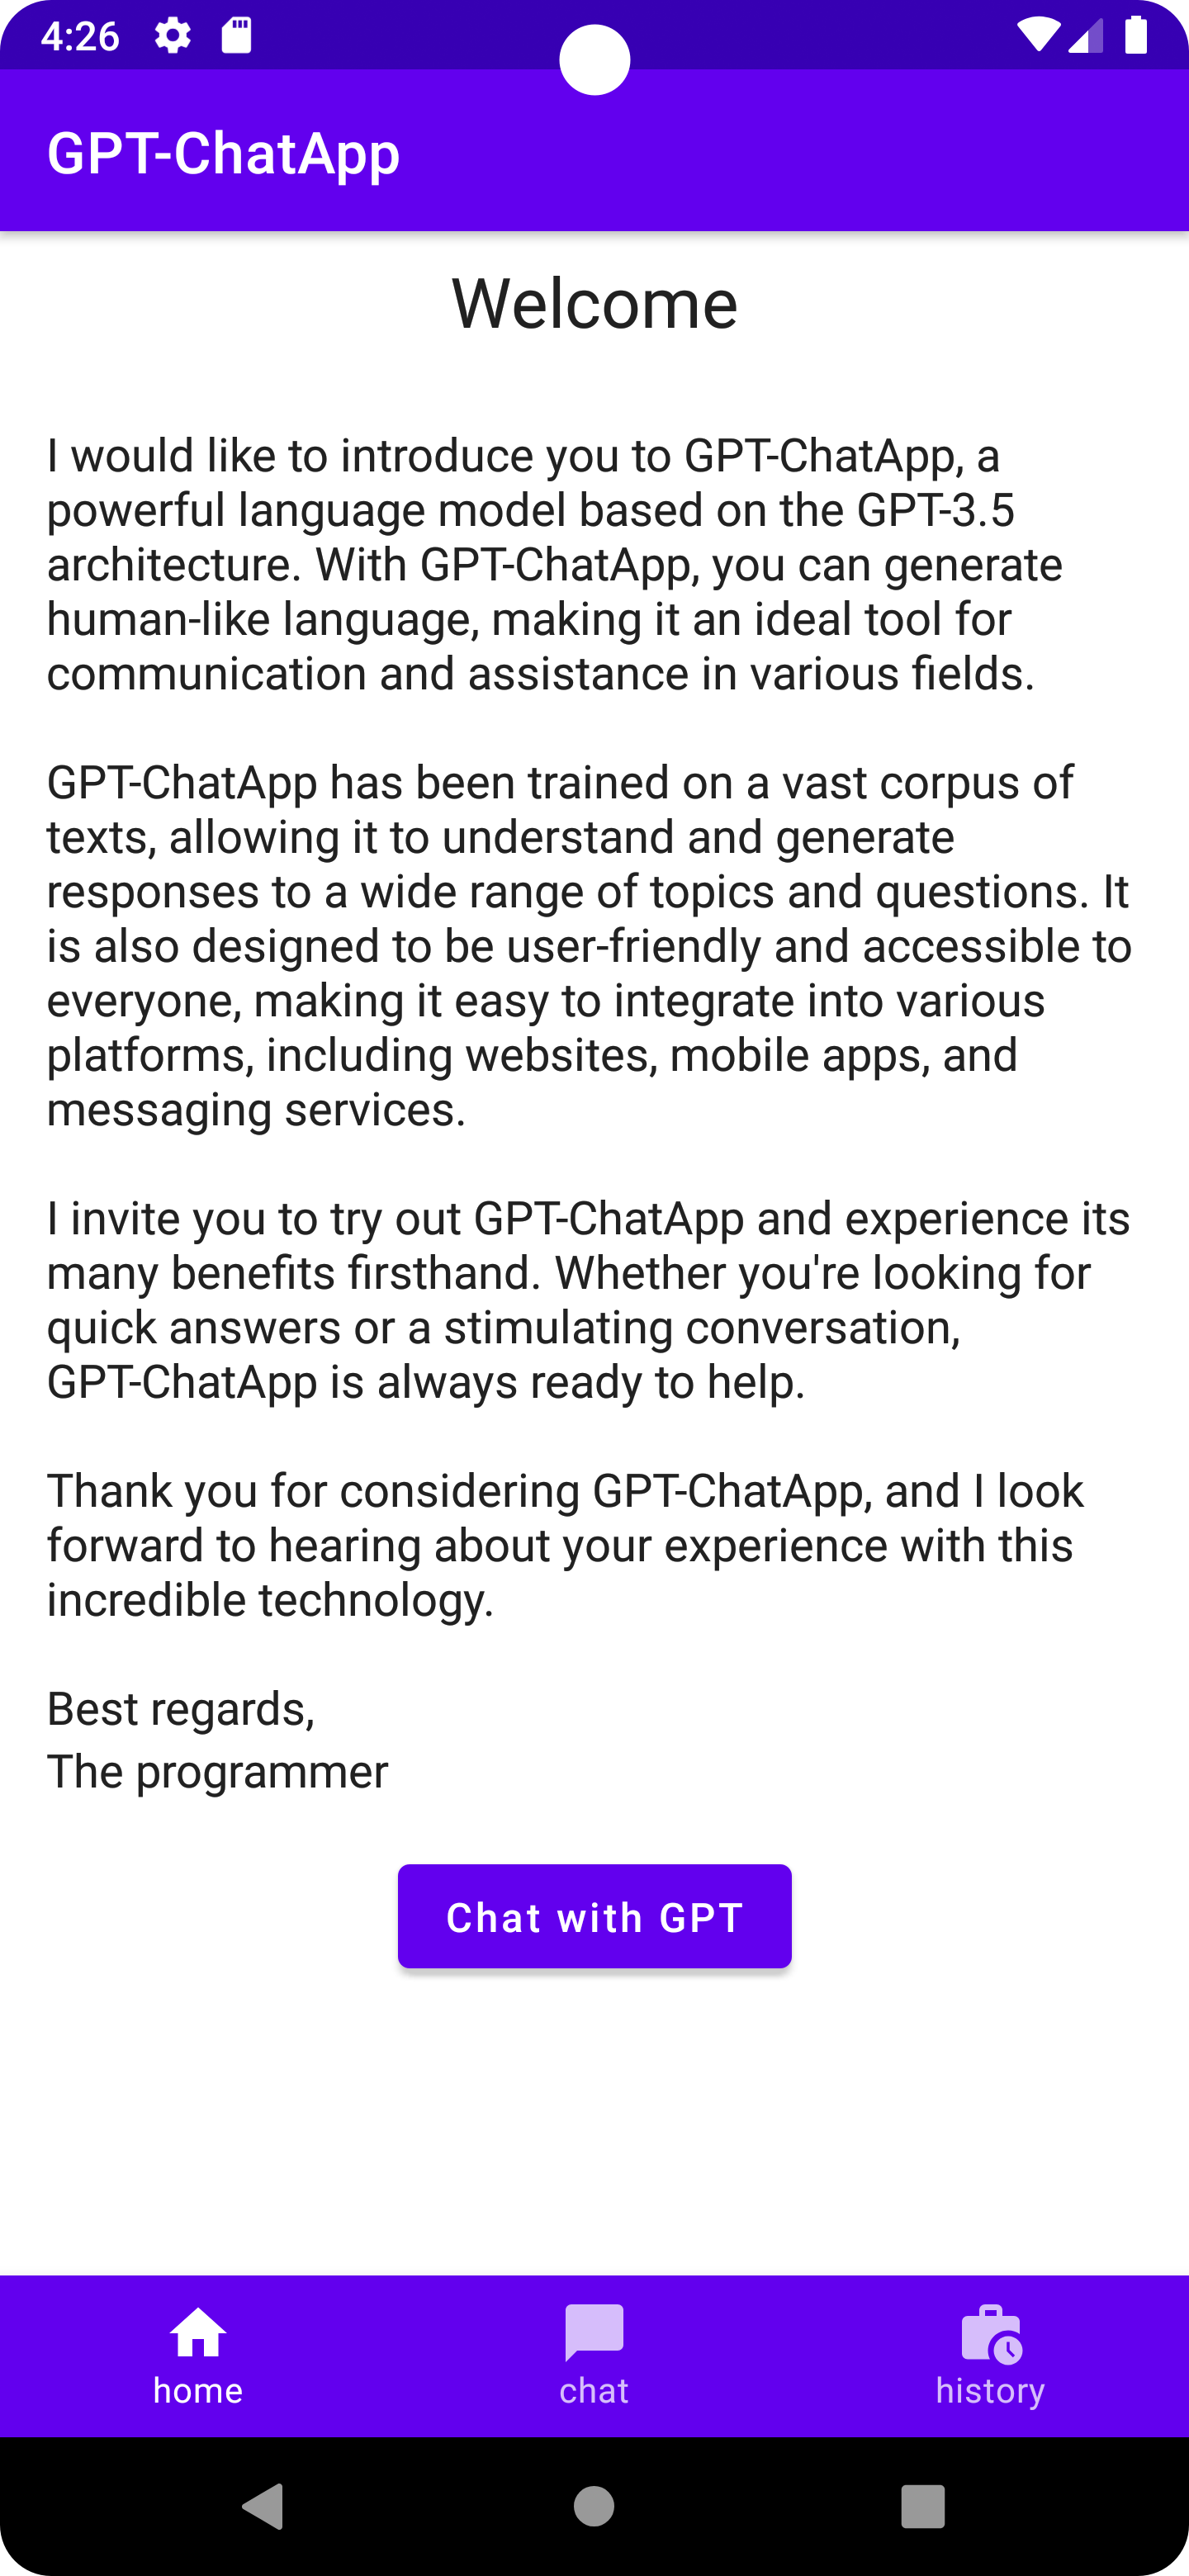 4:26
GPT-ChatApp
Welcome
I would like to introduce you to GPT-ChatApp, a
powerful language model based on the GPT-3.5
architecture. With GPT-ChatApp, you can generate
human-like language, making it an ideal tool for
communication and assistance in various fields.
GPT-ChatApp has been trained on a vast corpus of
texts, allowing it to understand and generate
responses to a wide range of topics and questions. It
is also designed to be user-friendly and accessible to
everyone, making it easy to integrate into various
platforms, including websites, mobile apps, and
messaging services.
I invite you to try out GPT-ChatApp and experience its
many benefits firsthand. Whether you're looking for
quick answers or a stimulating conversation,
GPT-ChatApp is always ready to help.
Thank you for considering GPT-ChatApp, and I look
forward to hearing about your experience with this
incredible technology.
Best regards,
The programmer
Chat with GPT
home
chat
history